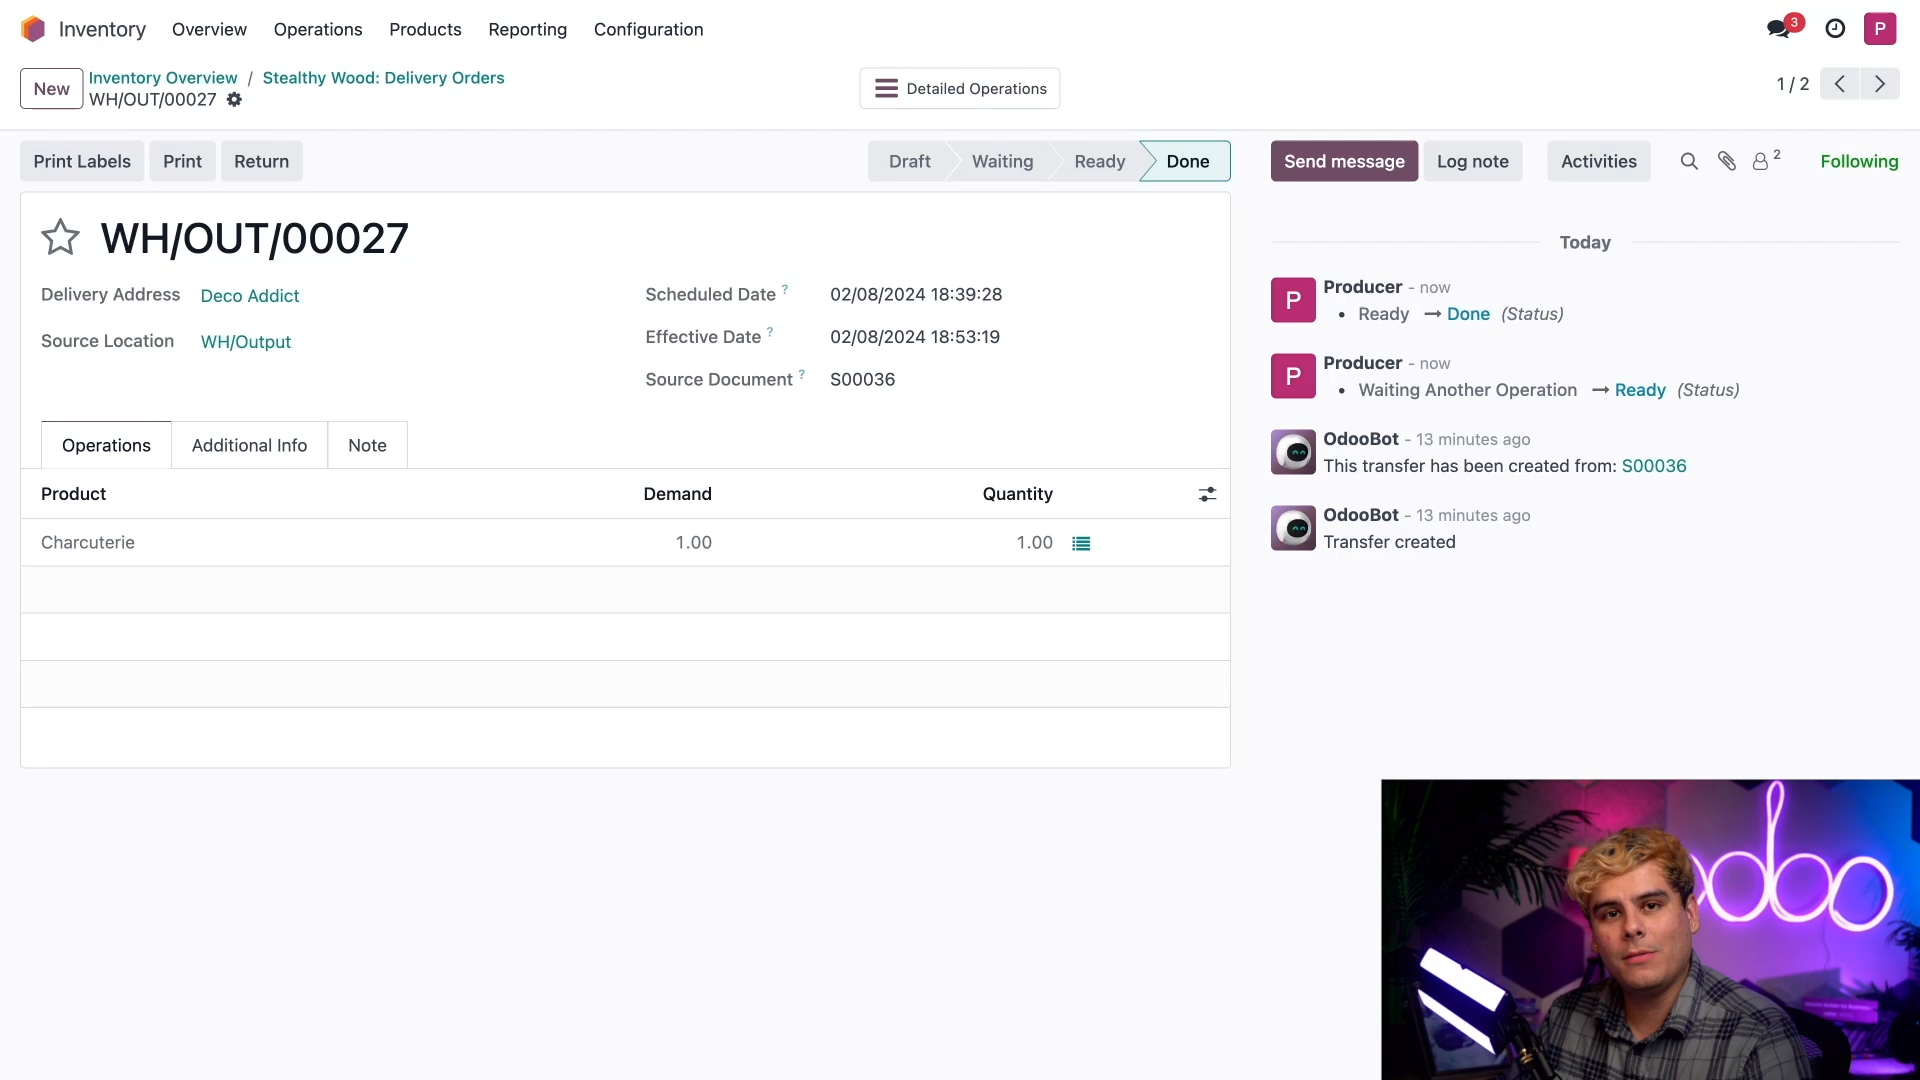 Inventory Overview Operations Products Reporting Configuration 3 P
New Inventory Overview / Stealthy Wood: Delivery Orders
WH/OUT/00027
Detailed Operations
1 / 2
Print Labels Print Return
Draft Waiting Ready Done
Send message Log note Activities 2 Following
WH/OUT/00027
Delivery Address Deco Addict
Source Location WH/Output
Scheduled Date ? 02/08/2024 18:39:28
Effective Date ? 02/08/2024 18:53:19
Source Document ? S00036
Operations Additional Info Note
Product Demand Quantity
Charcuterie 1.00 1.00
Today
P Producer - now
• Ready → Done (Status)
P Producer - now
• Waiting Another Operation → Ready (Status)
OdooBot - 13 minutes ago
This transfer has been created from: S00036
OdooBot - 13 minutes ago
Transfer created
odoo